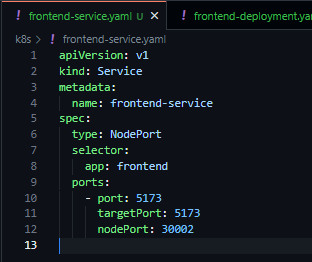 ! frontend-service.yaml U ✕ ! frontend-deployment.ya
k8s > ! frontend-service.yaml
1 apiVersion: v1
2 kind: Service
3 metadata:
4   name: frontend-service
5 spec:
6   type: NodePort
7   selector:
8     app: frontend
9   ports:
10     - port: 5173
11       targetPort: 5173
12       nodePort: 30002
13